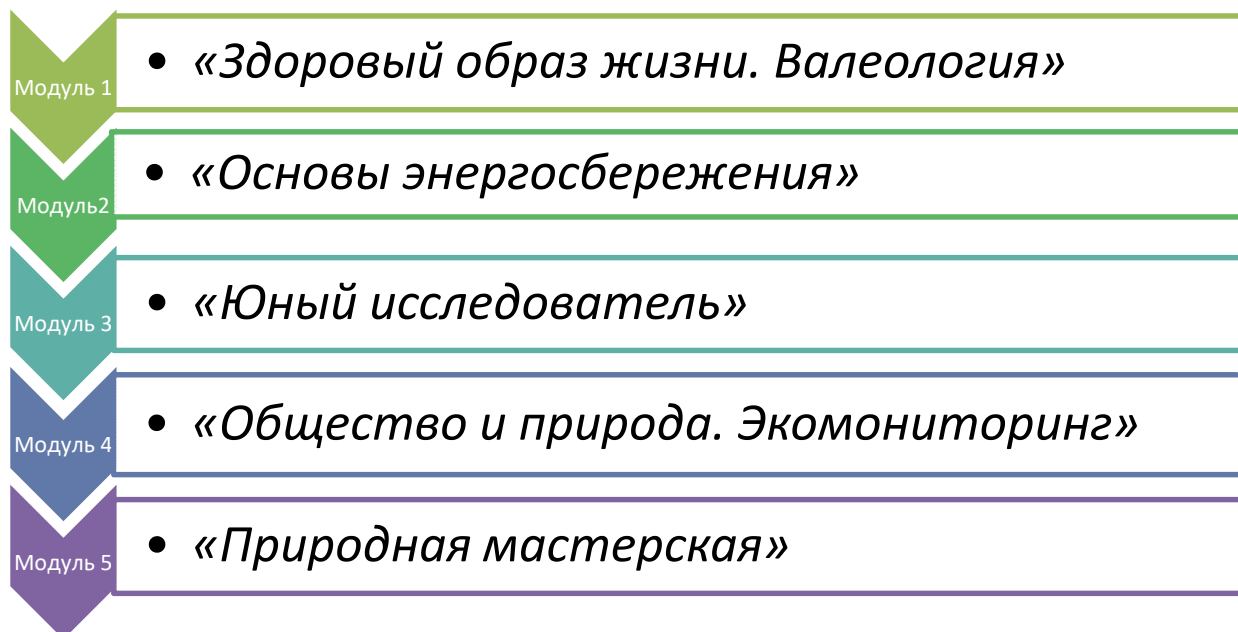 Модуль 1
• «Здоровый образ жизни. Валеология»
Модуль2
• «Основы энергосбережения»
Модуль 3
• «Юный исследователь»
Модуль 4
• «Общество и природа. Экомониторинг»
Модуль 5
• «Природная мастерская»